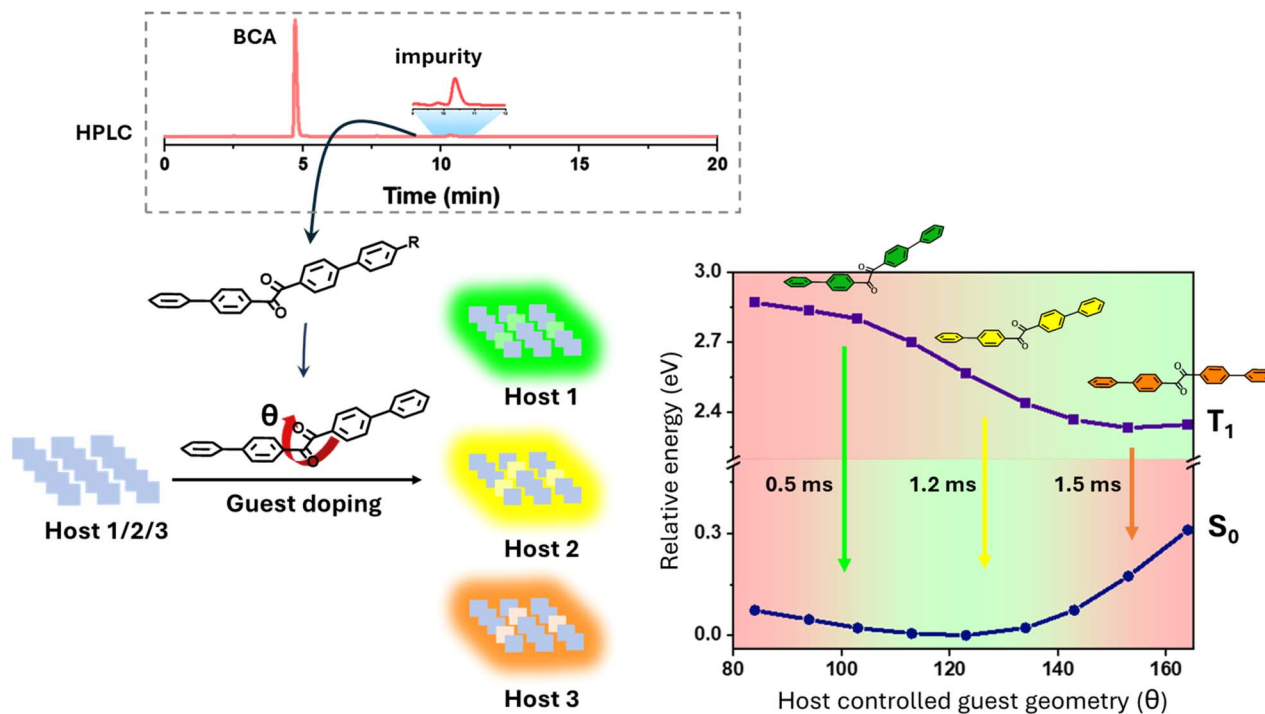 BCA
impurity
HPLC
0 5 10 15 20
Time (min)
R
O
O
θ
O
O
Host 1/2/3
Guest doping
Host 1
Host 2
Host 3
Relative energy (eV)
3.0
2.7
2.4
0.3
0.0
O
O
O
O
O
O
T₁
0.5 ms
1.2 ms
1.5 ms
S₀
80 100 120 140 160
Host controlled guest geometry (θ)